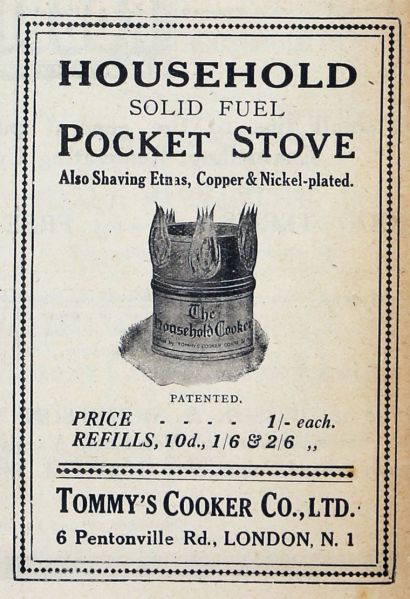 HOUSEHOLD
SOLID FUEL
POCKET STOVE
Also Shaving Etnas, Copper & Nickel-plated.
The
Household Cooker
TOMMY'S COOKER
PATENTED.
PRICE - - - - 1/- each.
REFILLS, 10d., 1/6 & 2/6 „
TOMMY'S COOKER CO., LTD.
6 Pentonville Rd., LONDON, N. 1